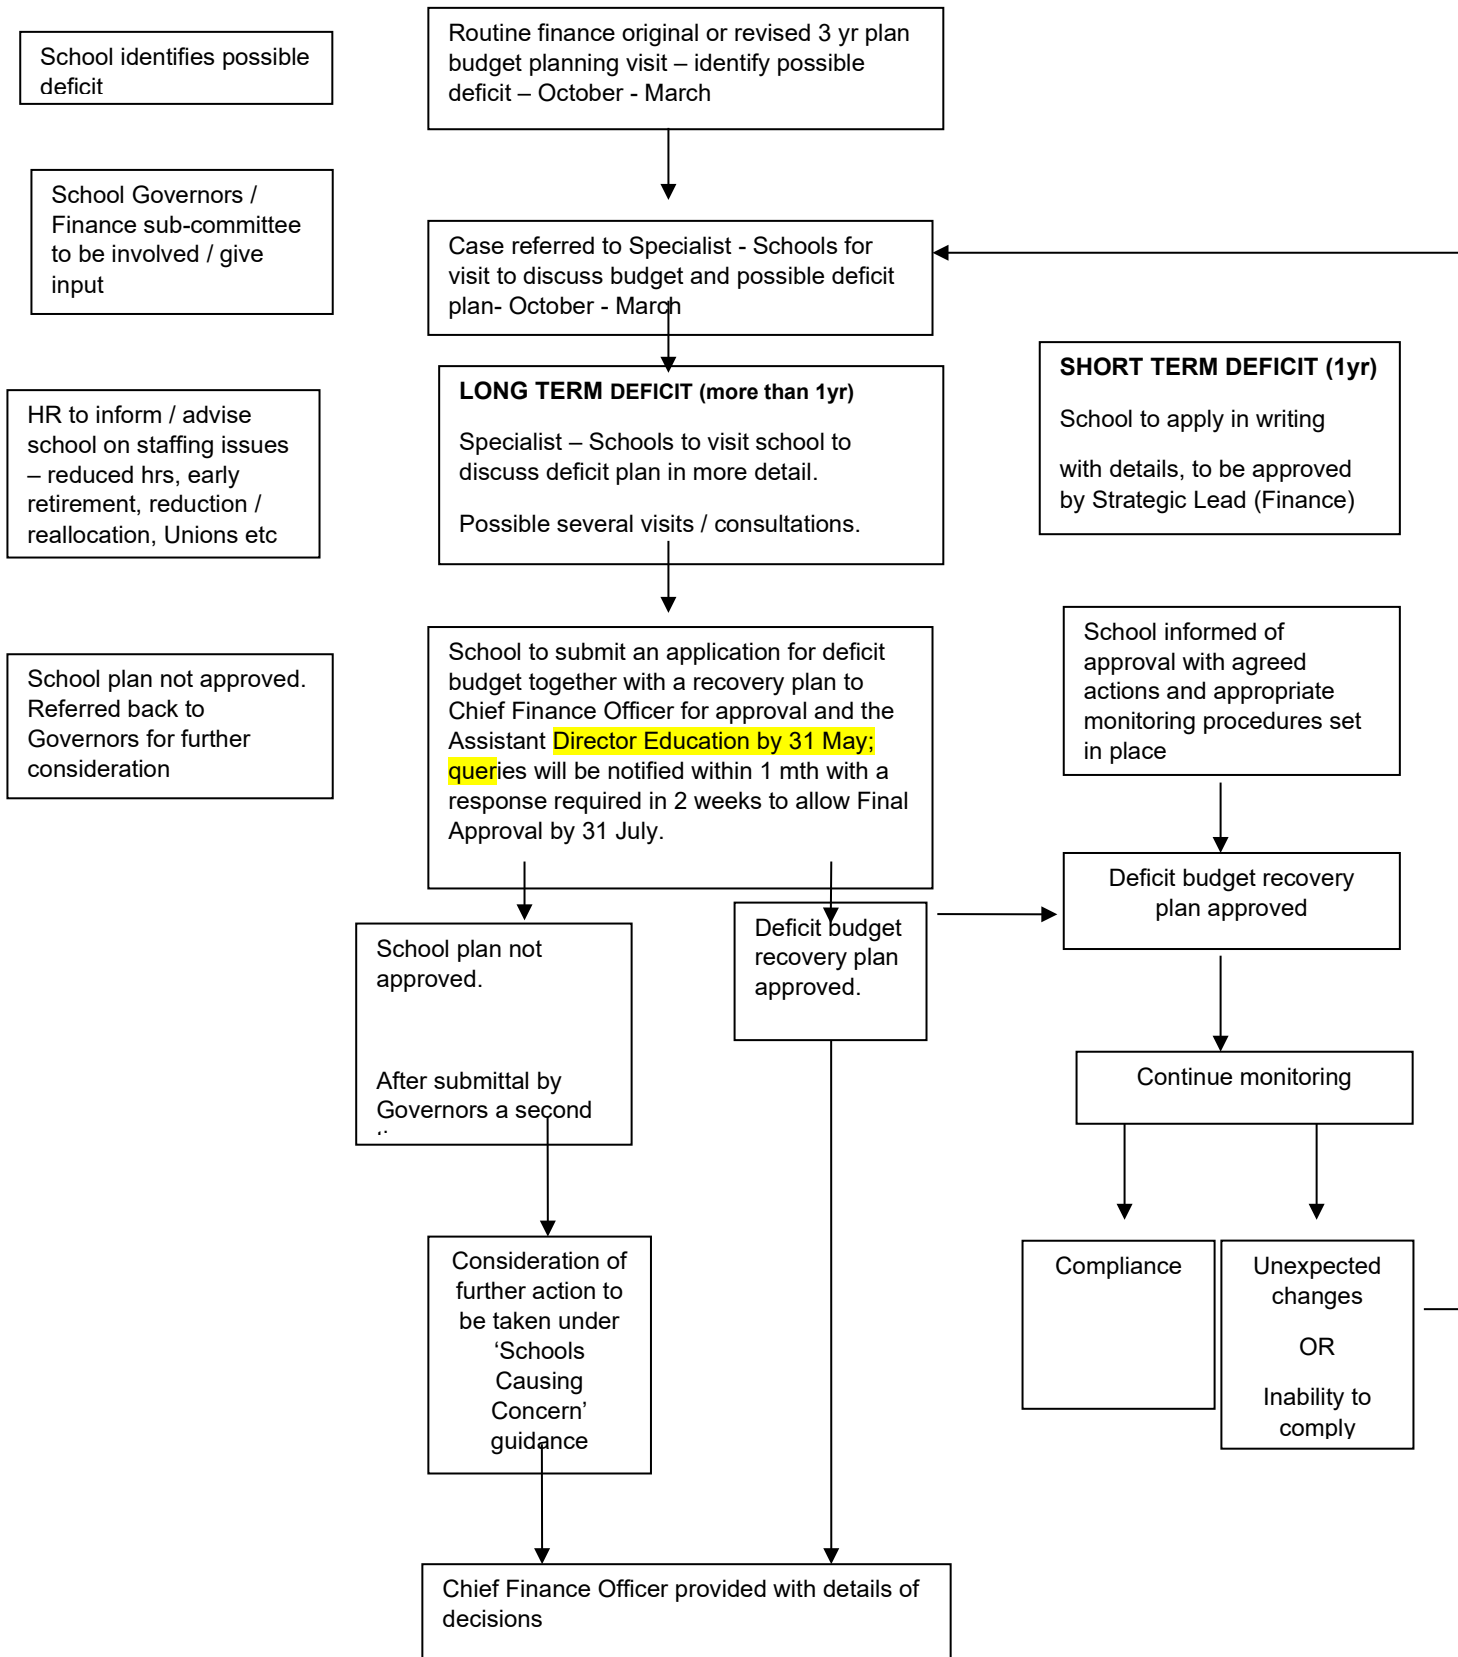 School identifies possible
deficit
Routine finance original or revised 3 yr plan
budget planning visit – identify possible
deficit – October - March
School Governors /
Finance sub-committee
to be involved / give
input
Case referred to Specialist - Schools for
visit to discuss budget and possible deficit
plan- October - March
HR to inform / advise
school on staffing issues
– reduced hrs, early
retirement, reduction /
reallocation, Unions etc
LONG TERM DEFICIT (more than 1yr)
Specialist – Schools to visit school to
discuss deficit plan in more detail.
Possible several visits / consultations.
SHORT TERM DEFICIT (1yr)
School to apply in writing
with details, to be approved
by Strategic Lead (Finance)
School plan not approved.
Referred back to
Governors for further
consideration
School to submit an application for deficit
budget together with a recovery plan to
Chief Finance Officer for approval and the
Assistant Director Education by 31 May;
queries will be notified within 1 mth with a
response required in 2 weeks to allow Final
Approval by 31 July.
School informed of
approval with agreed
actions and appropriate
monitoring procedures set
in place
School plan not
approved.
After submittal by
Governors a second
Deficit budget
recovery plan
approved.
Deficit budget recovery
plan approved
Continue monitoring
Consideration of
further action to
be taken under
‘Schools
Causing
Concern’
guidance
Compliance
Unexpected
changes
OR
Inability to
comply
Chief Finance Officer provided with details of
decisions